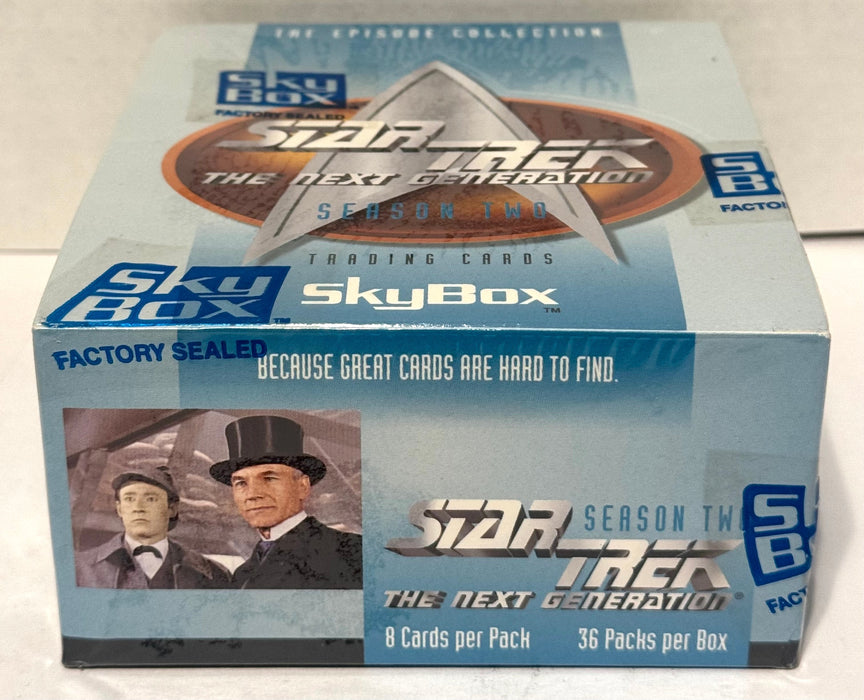 THE EPISODE COLLECTION
SkyBox
FACTORY SEALED
STAR TREK
THE NEXT GENERATION
SEASON TWO
TRADING CARDS
SkyBox™
SkyBox™
FACTORY SEALED
BECAUSE GREAT CARDS ARE HARD TO FIND.
STAR TREK
SEASON TWO
THE NEXT GENERATION®
8 Cards per Pack
36 Packs per Box